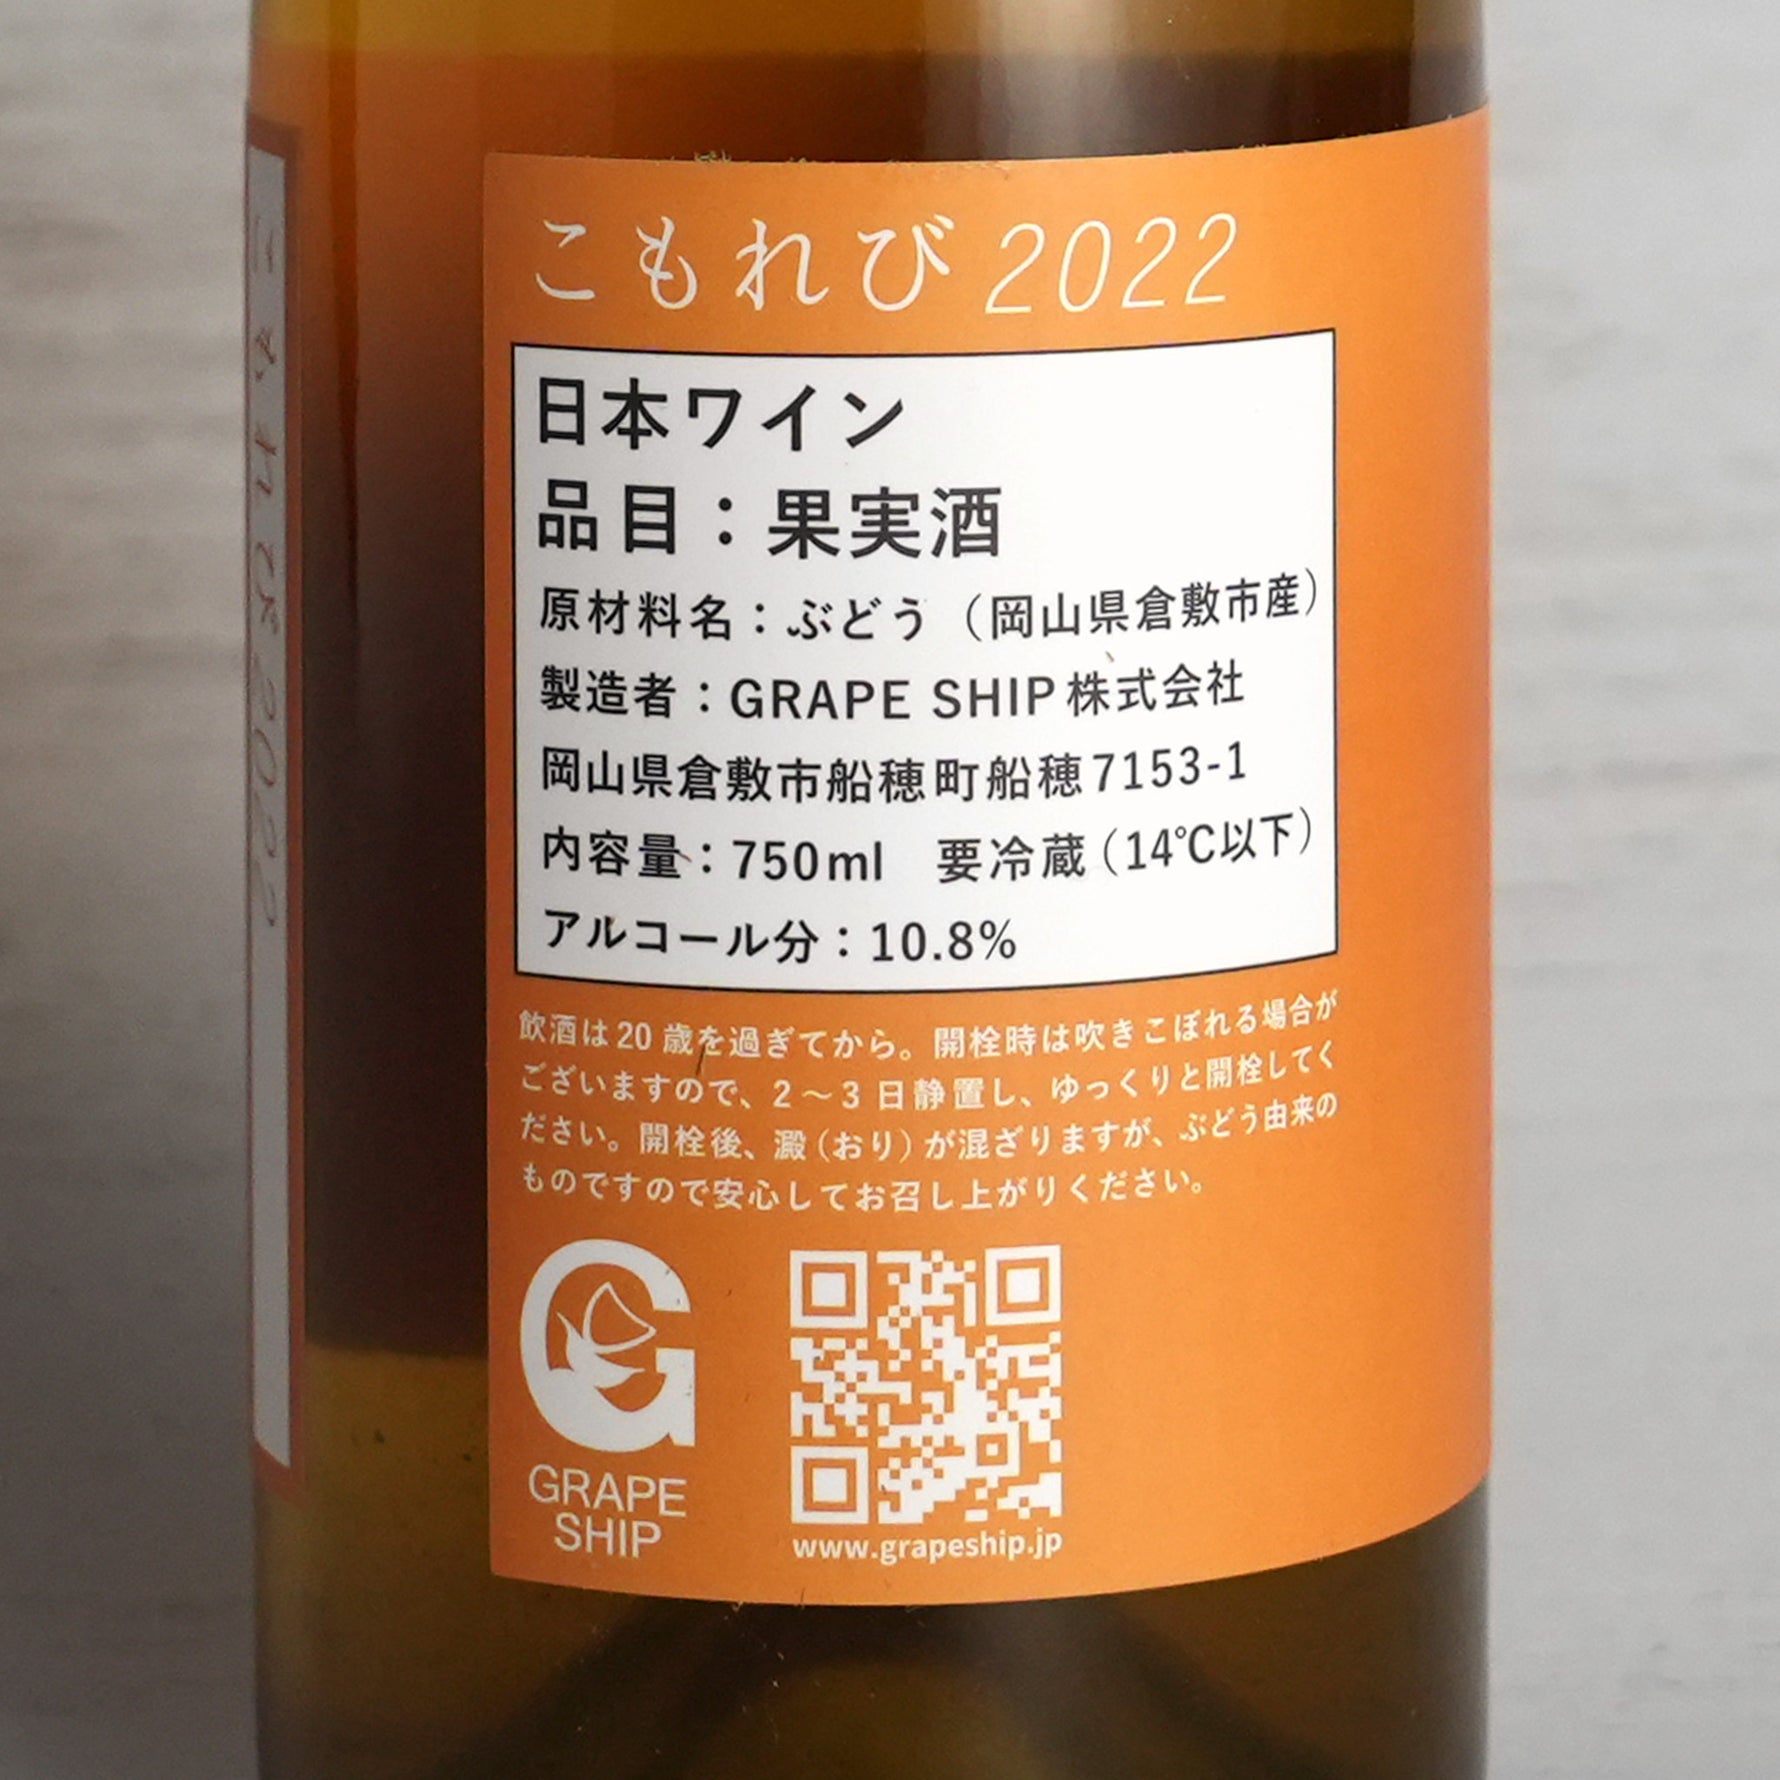 こもれび2022
こもれび2022
日本ワイン
品目：果実酒
原材料名：ぶどう（岡山県倉敷市産）
製造者：GRAPE SHIP株式会社
岡山県倉敷市船穂町船穂7153-1
内容量：750ml　要冷蔵（14℃以下）
アルコール分：10.8%
飲酒は20歳を過ぎてから。開栓時は吹きこぼれる場合が
ございますので、2〜3日静置し、ゆっくりと開栓してく
ださい。開栓後、澱（おり）が混ざりますが、ぶどう由来の
ものですので安心してお召し上がりください。
G
GRAPE
SHIP
www.grapeship.jp